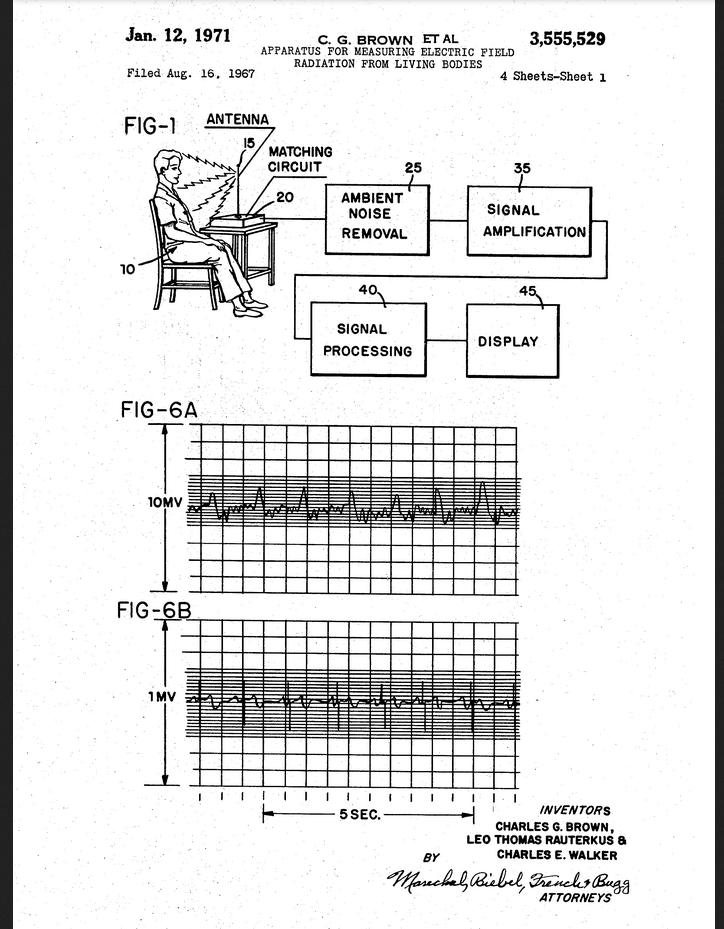 Jan. 12, 1971
C. G. BROWN ET AL
3,555,529
APPARATUS FOR MEASURING ELECTRIC FIELD
RADIATION FROM LIVING BODIES
Filed Aug. 16, 1967
4 Sheets-Sheet 1
FIG-1
ANTENNA
15
MATCHING
CIRCUIT
20
10
25
AMBIENT
NOISE
REMOVAL
35
SIGNAL
AMPLIFICATION
40
SIGNAL
PROCESSING
45
DISPLAY
FIG-6A
10MV
FIG-6B
1MV
5 SEC.
INVENTORS
CHARLES G. BROWN,
LEO THOMAS RAUTERKUS &
CHARLES E. WALKER
BY
Marechal, Biebel, French & Bugg
ATTORNEYS